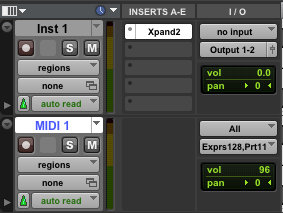 INSERTS A-E
I / O
Inst 1
S
M
regions
none
auto read
Xpand2
no input
Output 1-2
vol 0.0
pan 0
MIDI 1
S
M
regions
none
auto read
All
Exprs128,Prt11
vol 96
pan 0